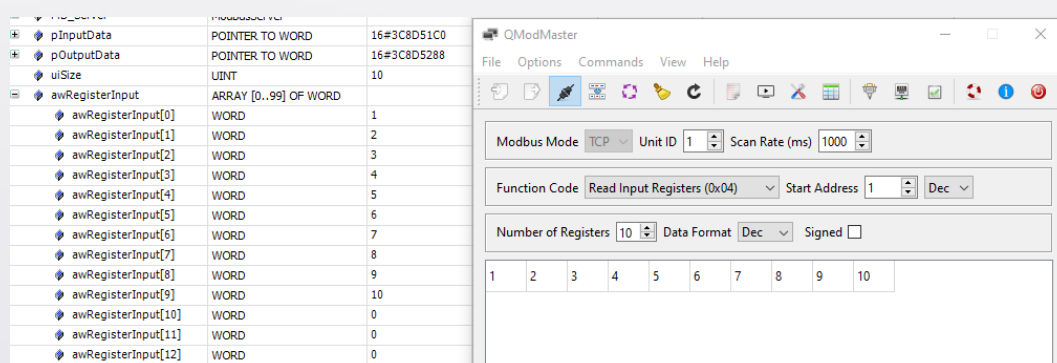 MB_Server ModbusServer
pInputData POINTER TO WORD 16#3C8D51C0
pOutputData POINTER TO WORD 16#3C8D5288
uiSize UINT 10
awRegisterInput ARRAY [0..99] OF WORD
awRegisterInput[0] WORD 1
awRegisterInput[1] WORD 2
awRegisterInput[2] WORD 3
awRegisterInput[3] WORD 4
awRegisterInput[4] WORD 5
awRegisterInput[5] WORD 6
awRegisterInput[6] WORD 7
awRegisterInput[7] WORD 8
awRegisterInput[8] WORD 9
awRegisterInput[9] WORD 10
awRegisterInput[10] WORD 0
awRegisterInput[11] WORD 0
awRegisterInput[12] WORD 0
QModMaster
File Options Commands View Help
Modbus Mode TCP Unit ID 1 Scan Rate (ms) 1000
Function Code Read Input Registers (0x04) Start Address 1 Dec
Number of Registers 10 Data Format Dec Signed
1 2 3 4 5 6 7 8 9 10